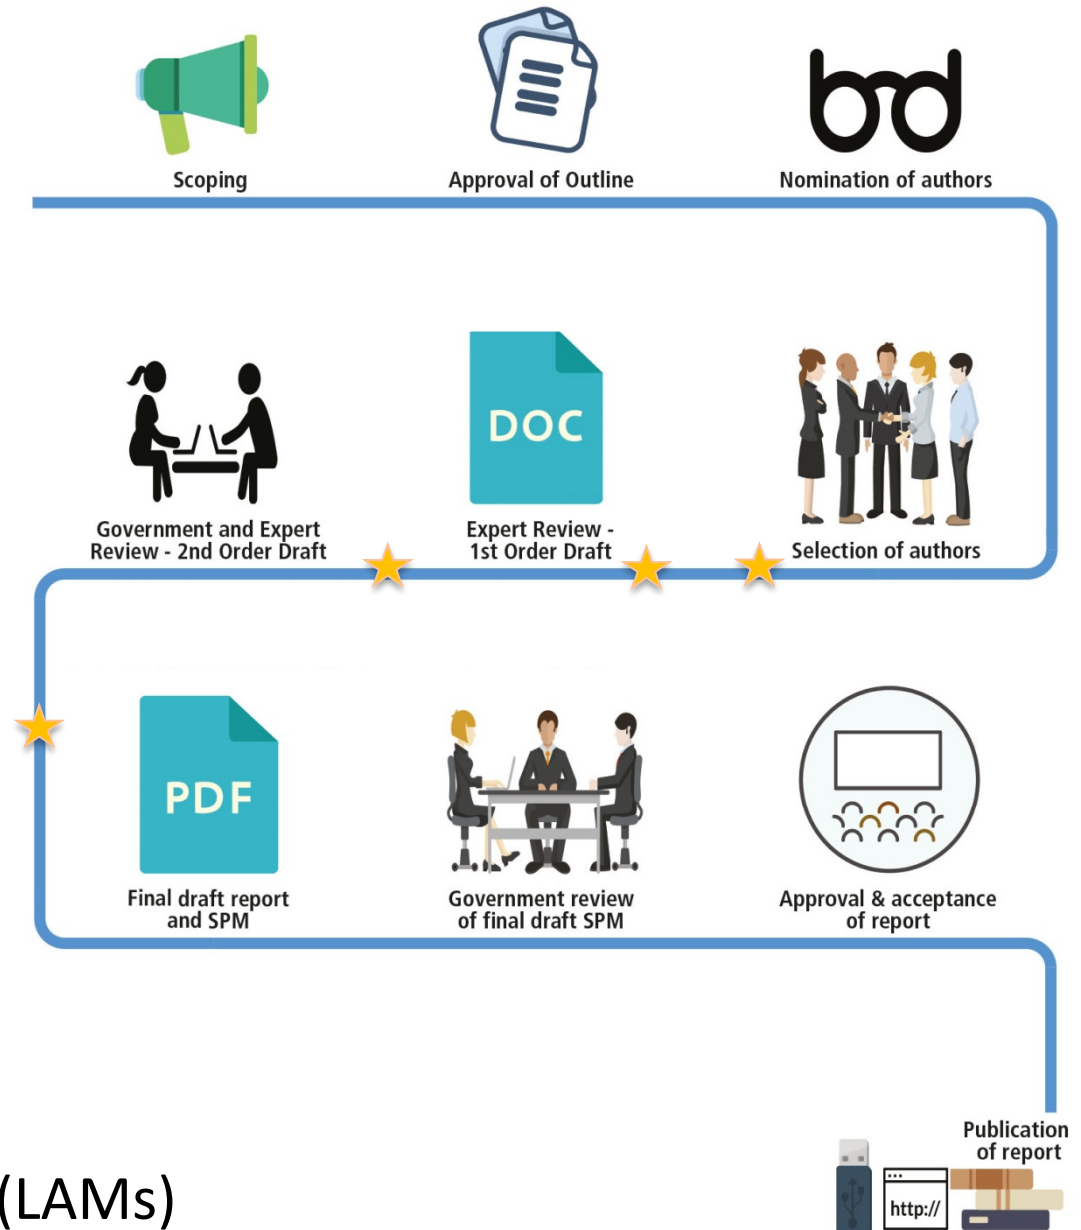 Scoping
Approval of Outline
Nomination of authors
DOC
Government and Expert
Review - 2nd Order Draft
Expert Review -
1st Order Draft
Selection of authors
PDF
Final draft report
and SPM
Government review
of final draft SPM
Approval & acceptance
of report
Publication
of report
http://
(LAMs)